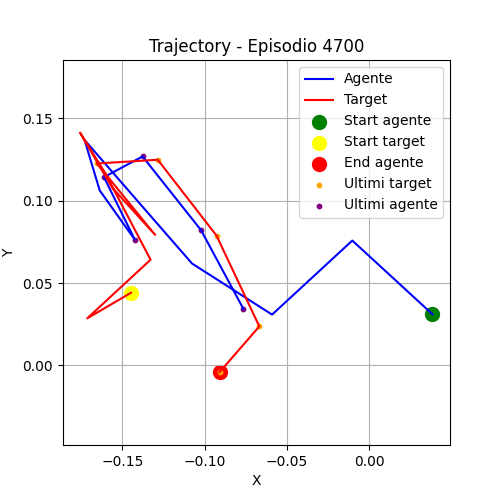 Trajectory - Episodio 4700
Agente
Target
Start agente
Start target
End agente
Ultimi target
Ultimi agente
Y
0.15
0.10
0.05
0.00
−0.15
−0.10
−0.05
0.00
X